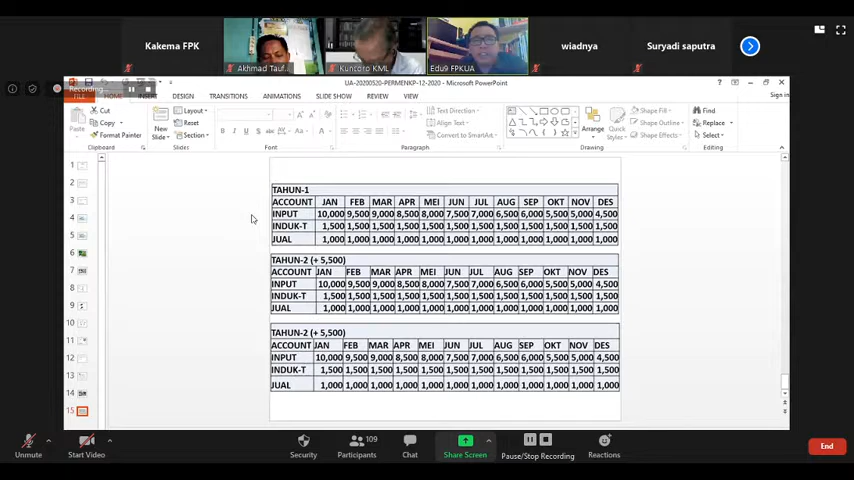 Kakema FPK
Akhmad Tauf...
Kuncoro KML
Edu9 FPKUA
wiadnya
Suryadi saputra
Recording...
UA-20200520-PERMENKP-12-2020 - Microsoft PowerPoint
FILE HOME INSERT DESIGN TRANSITIONS ANIMATIONS SLIDE SHOW REVIEW VIEW Sign in
Paste
Cut
Copy
Format Painter
Clipboard
New Slide
Layout
Reset
Section
Slides
Font
Paragraph
Text Direction
Align Text
Convert to SmartArt
Arrange
Quick Styles
Shape Fill
Shape Outline
Shape Effects
Drawing
Find
Replace
Select
Editing
1
2
3
4
5
6
7
8
9
10
11
12
13
14
15
TAHUN-1
ACCOUNT JAN FEB MAR APR MEI JUN JUL AUG SEP OKT NOV DES
INPUT 10,000 9,500 9,000 8,500 8,000 7,500 7,000 6,500 6,000 5,500 5,000 4,500
INDUK-T 1,500 1,500 1,500 1,500 1,500 1,500 1,500 1,500 1,500 1,500 1,500 1,500
JUAL 1,000 1,000 1,000 1,000 1,000 1,000 1,000 1,000 1,000 1,000 1,000 1,000
TAHUN-2 (+ 5,500)
ACCOUNT JAN FEB MAR APR MEI JUN JUL AUG SEP OKT NOV DES
INPUT 10,000 9,500 9,000 8,500 8,000 7,500 7,000 6,500 6,000 5,500 5,000 4,500
INDUK-T 1,500 1,500 1,500 1,500 1,500 1,500 1,500 1,500 1,500 1,500 1,500 1,500
JUAL 1,000 1,000 1,000 1,000 1,000 1,000 1,000 1,000 1,000 1,000 1,000 1,000
TAHUN-2 (+ 5,500)
ACCOUNT JAN FEB MAR APR MEI JUN JUL AUG SEP OKT NOV DES
INPUT 10,000 9,500 9,000 8,500 8,000 7,500 7,000 6,500 6,000 5,500 5,000 4,500
INDUK-T 1,500 1,500 1,500 1,500 1,500 1,500 1,500 1,500 1,500 1,500 1,500 1,500
JUAL 1,000 1,000 1,000 1,000 1,000 1,000 1,000 1,000 1,000 1,000 1,000 1,000
Unmute
Start Video
Security
109
Participants
Chat
Share Screen
Pause/Stop Recording
Reactions
End